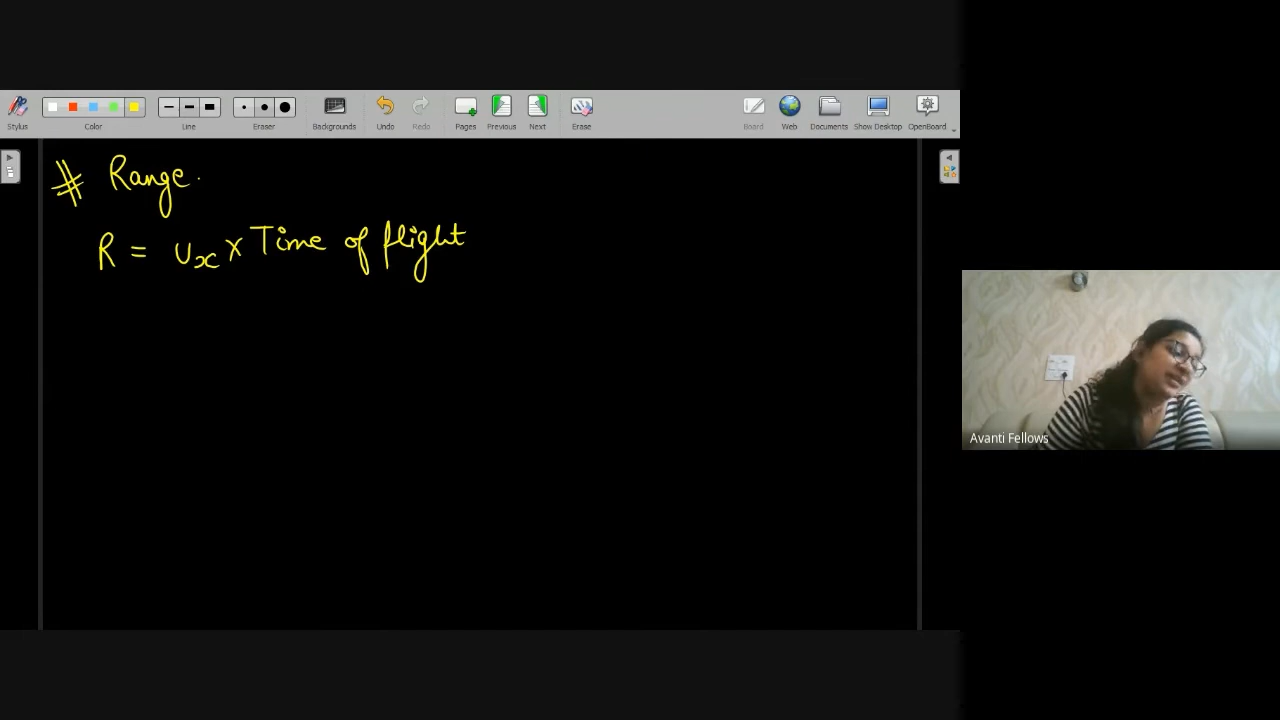 Stylus
Color
Line
Eraser
Backgrounds
Undo
Redo
Pages
Previous
Next
Erase
Board
Web
Documents
Show Desktop
OpenBoard
# Range.
R = ux × Time of flight
Avanti Fellows